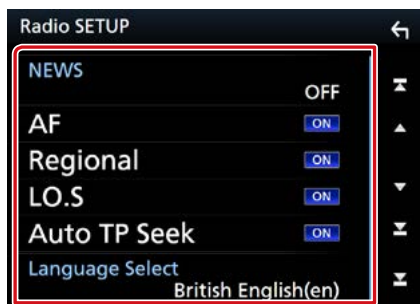 Radio SETUP
NEWS
OFF
AF ON
Regional ON
LO.S ON
Auto TP Seek ON
Language Select
British English(en)